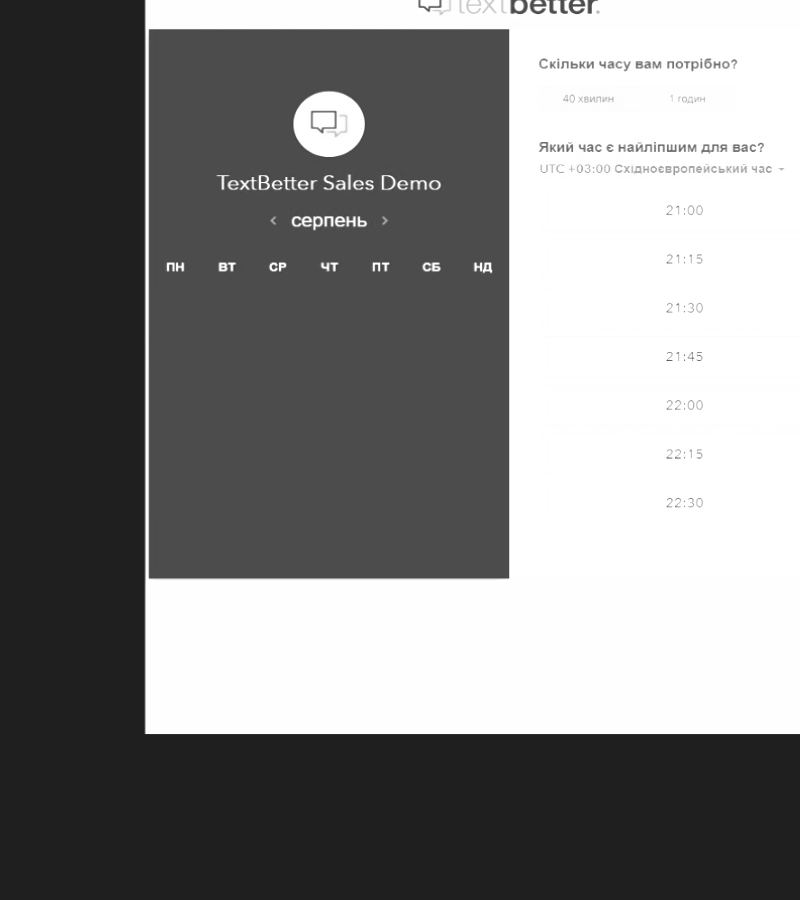 textbetter.
TextBetter Sales Demo
‹ серпень ›
ПН ВТ СР ЧТ ПТ СБ НД
Скільки часу вам потрібно?
40 хвилин 1 годин
Який час є найліпшим для вас?
UTC +03:00 Східноєвропейський час
21:00
21:15
21:30
21:45
22:00
22:15
22:30